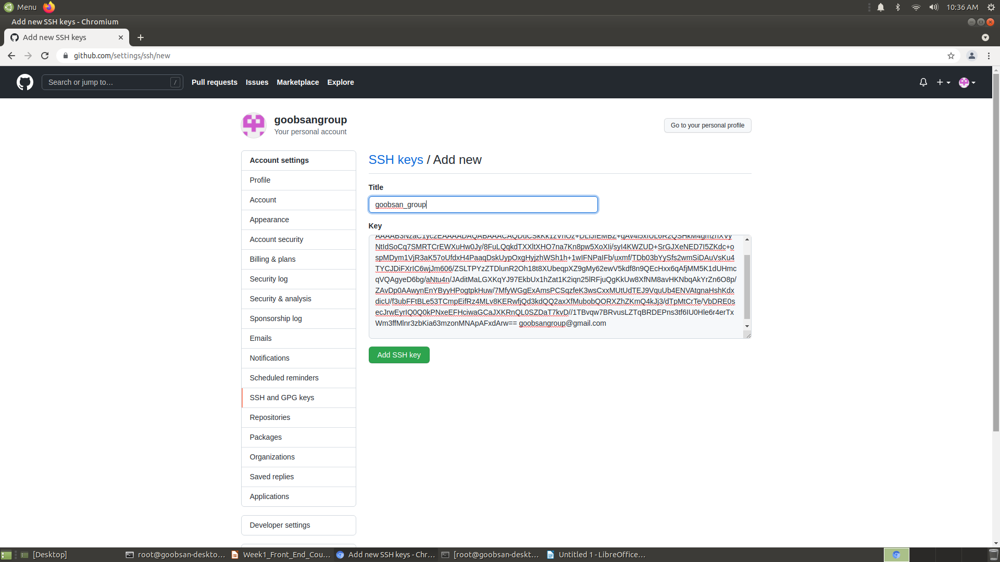 Menu
10:36 AM
Add new SSH keys - Chromium
Add new SSH keys
github.com/settings/ssh/new
Search or jump to…
/
Pull requests
Issues
Marketplace
Explore
goobsangroup
Your personal account
Go to your personal profile
Account settings
Profile
Account
Appearance
Account security
Billing & plans
Security log
Security & analysis
Sponsorship log
Emails
Notifications
Scheduled reminders
SSH and GPG keys
Repositories
Packages
Organizations
Saved replies
Applications
Developer settings
SSH keys / Add new
Title
goobsan_group
Key
NtIdSoCq7SMRTCrEWXuHw0Jy/8FuLQqkdTXXltXHO7na7Kn8pw5XoXIi/syI4KWZUD+SrGJXeNED7I5ZKdc+o
spMDym1VjR3aK57oUfdxH4PaaqDskUypOxgHyjzhWSh1h+1wIFNPaIFb/uxmf/TDb03bYySfs2wmSiDAuVsKu4
TYCJDiFXrIC6wjJm606/ZSLTPYzZTDlunR2Oh18t8XUbeqpXZ9gMy62ewV5kdf8n9QEcHxx6qAfjMM5K1dUHmc
qVQAgyeD6bg/aNtu4n/JAditMaLGXKqYJ97EkbUx1hZat1K2iqn25lRFjuQgKkUw8XfNM8avHKNbqAkYrZn6O8p/
ZAvDp0AAwynEnYByyHPogtpkHuw/7MfyWGgExAmsPCSqzfeK3wsCxxMUtUdTEJ9VquUb4ENVAtgnaHshKdx
dicU/f3ubFFtBLe53TCmpEifRz4MLv8KERwfjQd3kdQQ2axXfMubobQORXZhZKmQ4kJj3/dTpMtCrTe/VbDRE0s
ecJrwEyrIQ0Q0kPNxeEFHciwaGCaJXKRnQL0SZDaT7kvD//1TBvqw7BRvusLZTqBRDEPns3tf6IU0Hle6r4erTx
Wm3ffMlnr3zbKia63mzonMNApAFxdArw== goobsangroup@gmail.com
Add SSH key
[Desktop]
root@goobsan-deskto…
Week1_Front_End_Cou…
Add new SSH keys - Chr…
[root@goobsan-deskt…
Untitled 1 - LibreOffice…